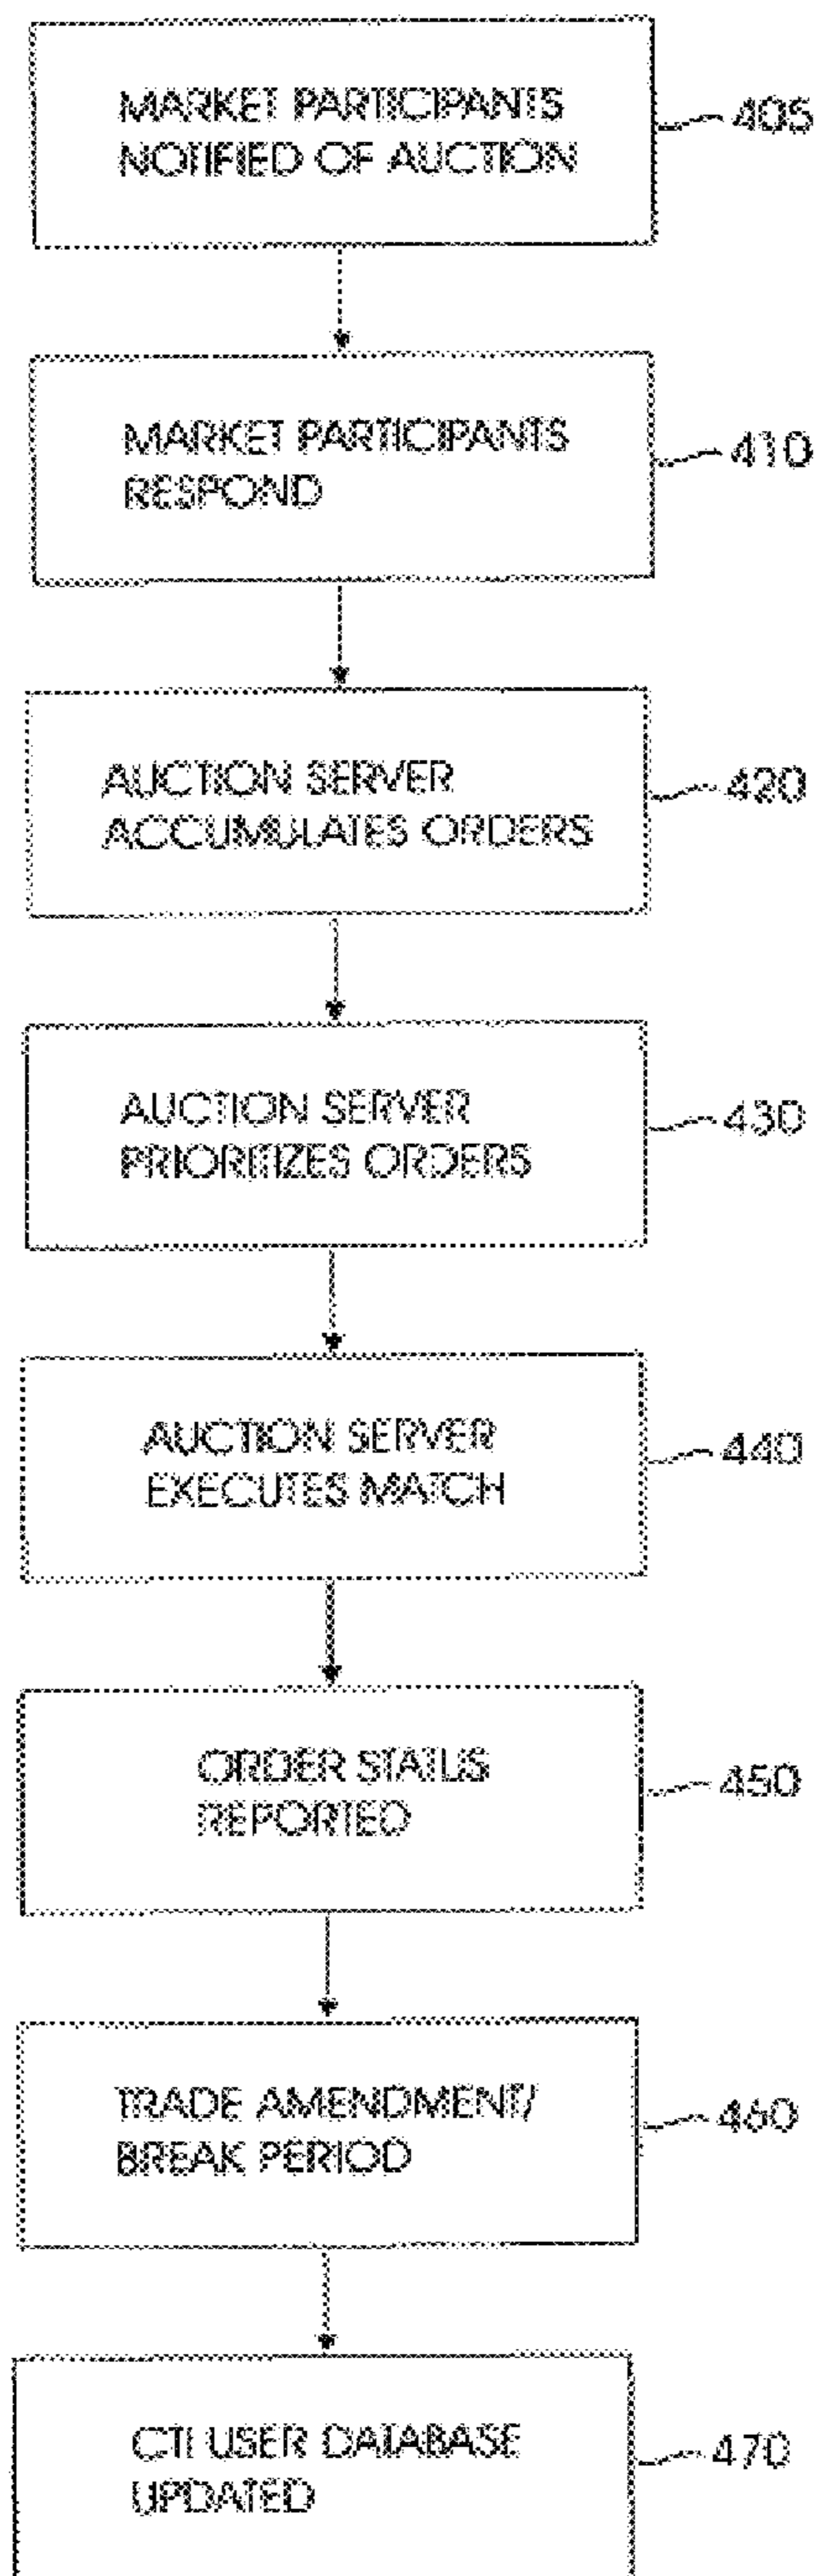 MARKET PARTICIPANTS
NOTIFIED OF AUCTION
405
MARKET PARTICIPANTS
RESPOND
410
AUCTION SERVER
ACCUMULATES ORDERS
420
AUCTION SERVER
PRIORITIZES ORDERS
430
AUCTION SERVER
EXECUTES MATCH
440
ORDER STATUS
REPORTED
450
TRADE AMENDMENT/
BREAK PERIOD
460
CTI USER DATABASE
UPDATED
470